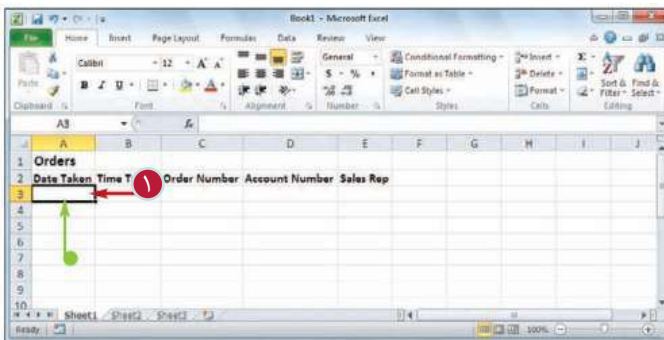 Book1 - Microsoft Excel
File Home Insert Page Layout Formulas Data Review View
Calibri 12 A A General Conditional Formatting Insert Σ
Paste B I U A $ % , Format as Table Delete Sort & Find &
Cell Styles Format Filter Select
Clipboard Font Alignment Number Styles Cells Editing
A3 fx
A B C D E F G H I J
1 Orders
2 Date Taken Time T Order Number Account Number Sales Rep
3 ١
4
5
6
7
8
9
10
Sheet1 Sheet2 Sheet3
Ready 100%